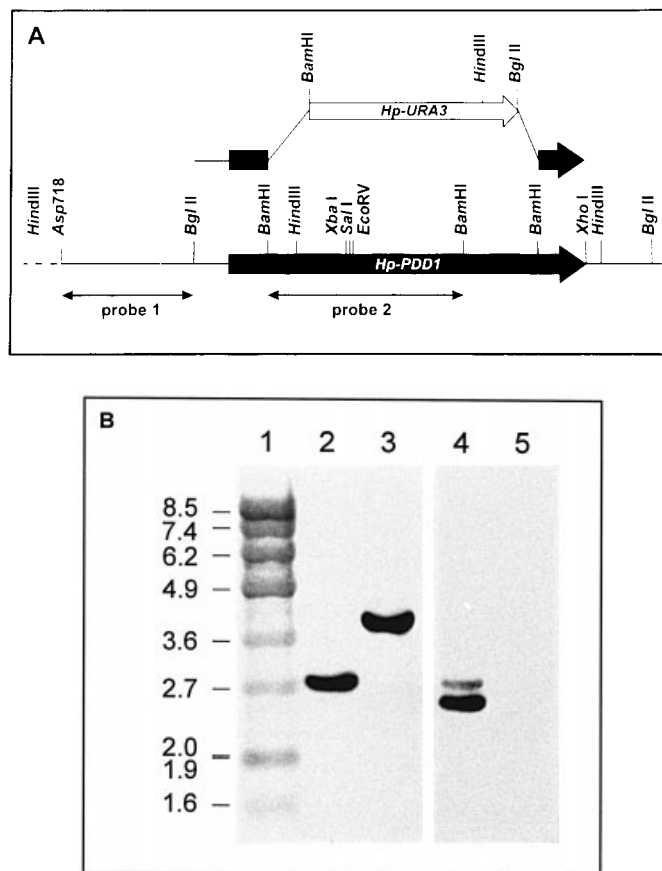 A
BamHI
HindIII
Bgl II
Hp-URA3
HindIII
Asp718
Bgl II
BamHI
HindIII
Xba I
Sal I
EcoRV
BamHI
BamHI
Xho I
HindIII
Bgl II
Hp-PDD1
probe 1
probe 2
B
1 2 3 4 5
8.5
7.4
6.2
4.9
3.6
2.7
2.0
1.9
1.6